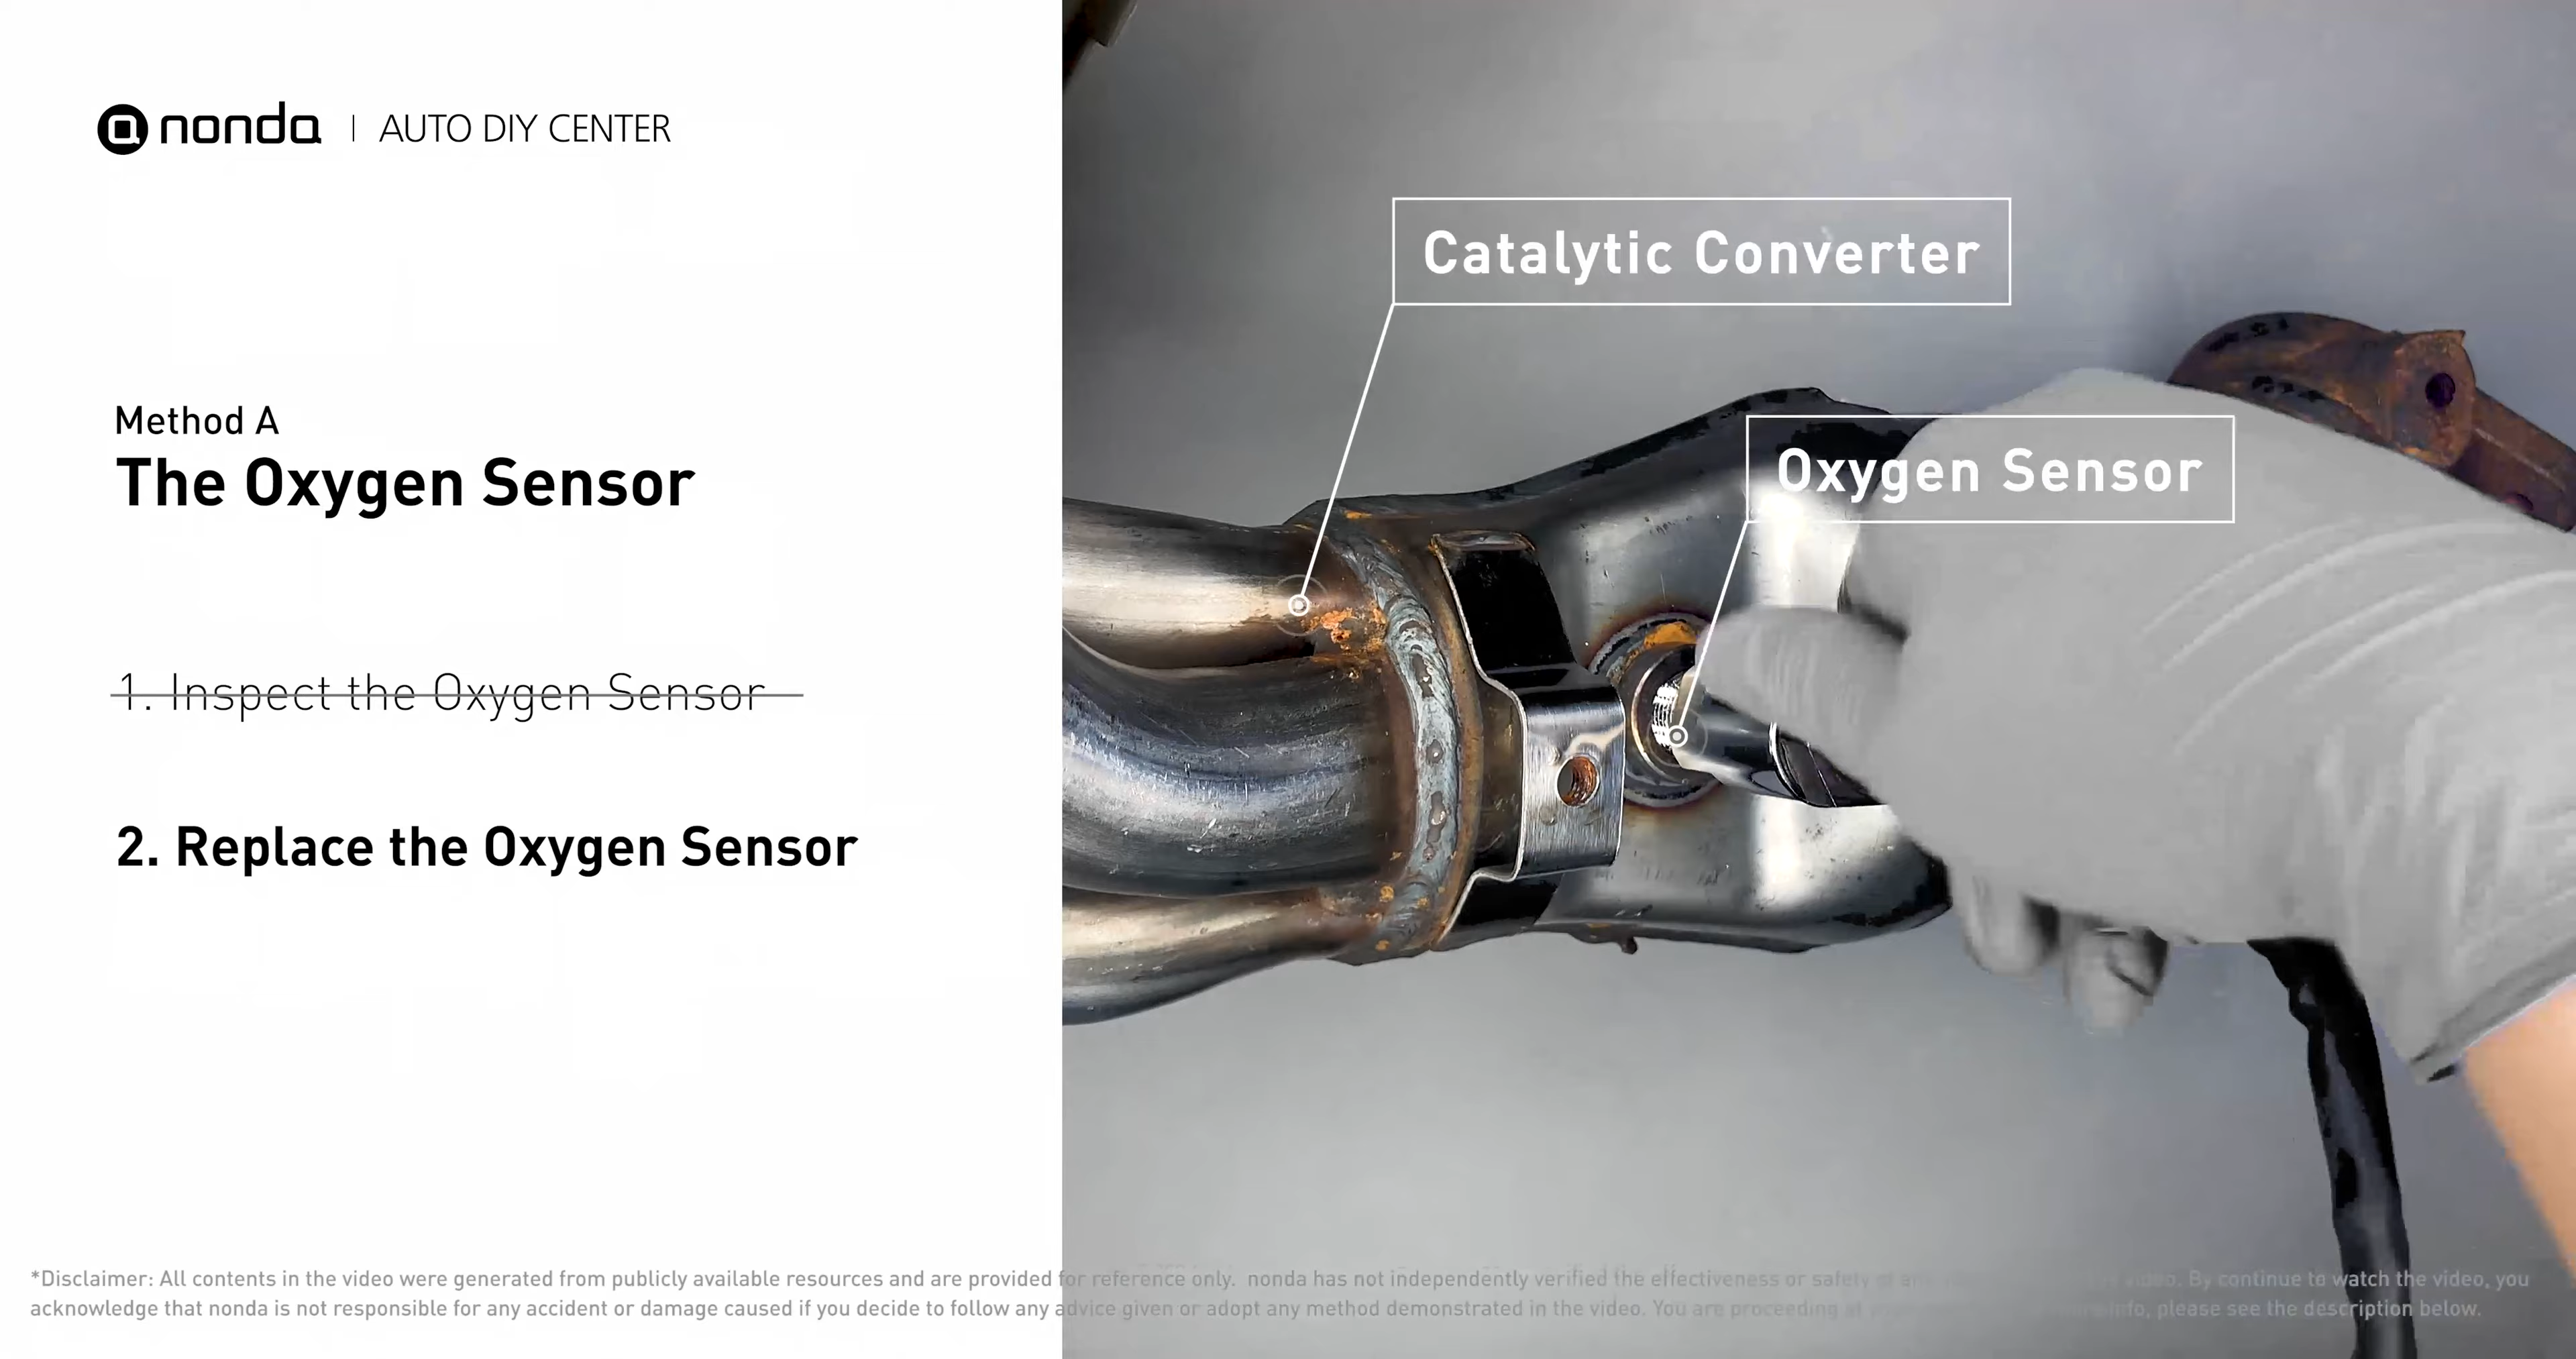 nonda | AUTO DIY CENTER
Catalytic Converter
Method A
The Oxygen Sensor
Oxygen Sensor
1. Inspect the Oxygen Sensor
2. Replace the Oxygen Sensor
*Disclaimer: All contents in the video were generated from publicly available resources and are provided for reference only. nonda has not independently verified the effectiveness or safety video. By continue to watch the video, you
acknowledge that nonda is not responsible for any accident or damage caused if you decide to follow any advice given or adopt any method demonstrated in the video. You are proceeding at info, please see the description below.